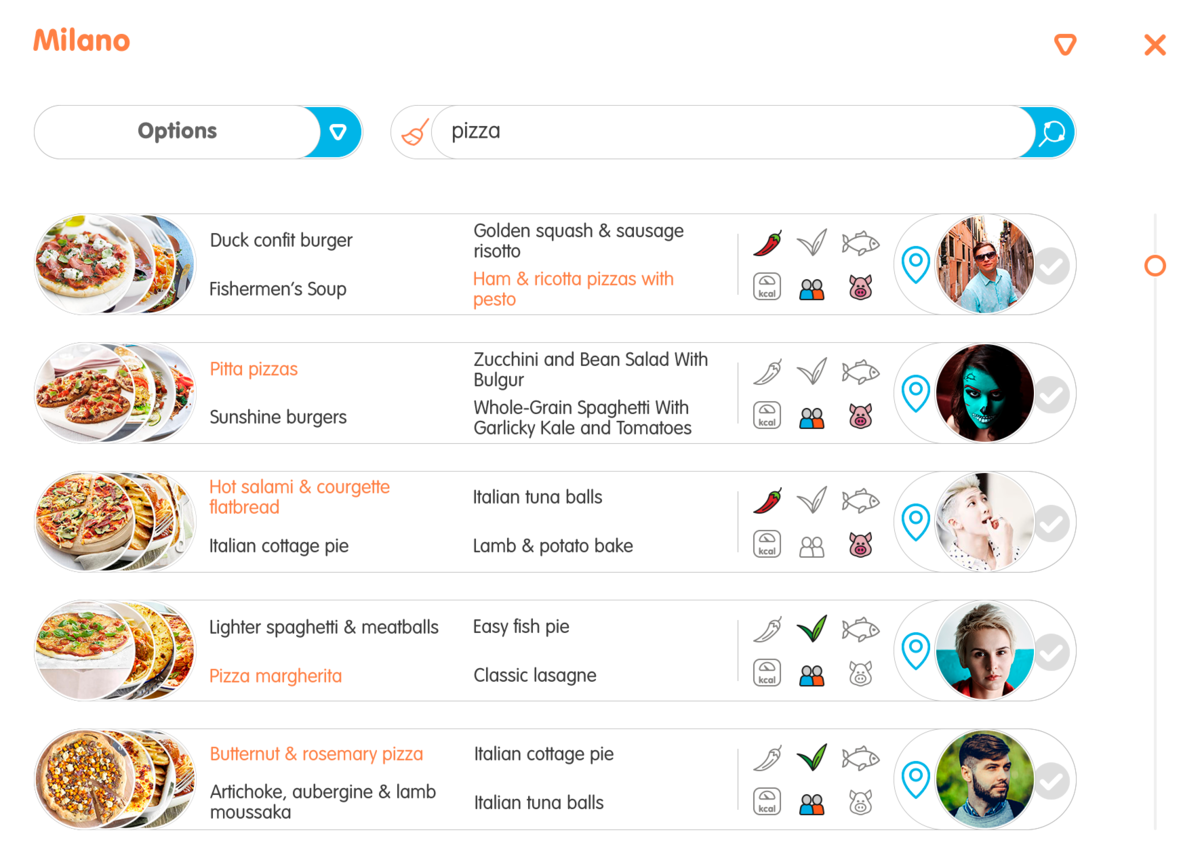 Milano
Options
pizza
Duck confit burger
Fishermen's Soup
Golden squash & sausage
risotto
Ham & ricotta pizzas with
pesto
kcal
Pitta pizzas
Sunshine burgers
Zucchini and Bean Salad With
Bulgur
Whole-Grain Spaghetti With
Garlicky Kale and Tomatoes
kcal
Hot salami & courgette
flatbread
Italian cottage pie
Italian tuna balls
Lamb & potato bake
kcal
Lighter spaghetti & meatballs
Pizza margherita
Easy fish pie
Classic lasagne
kcal
Butternut & rosemary pizza
Artichoke, aubergine & lamb
moussaka
Italian cottage pie
Italian tuna balls
kcal